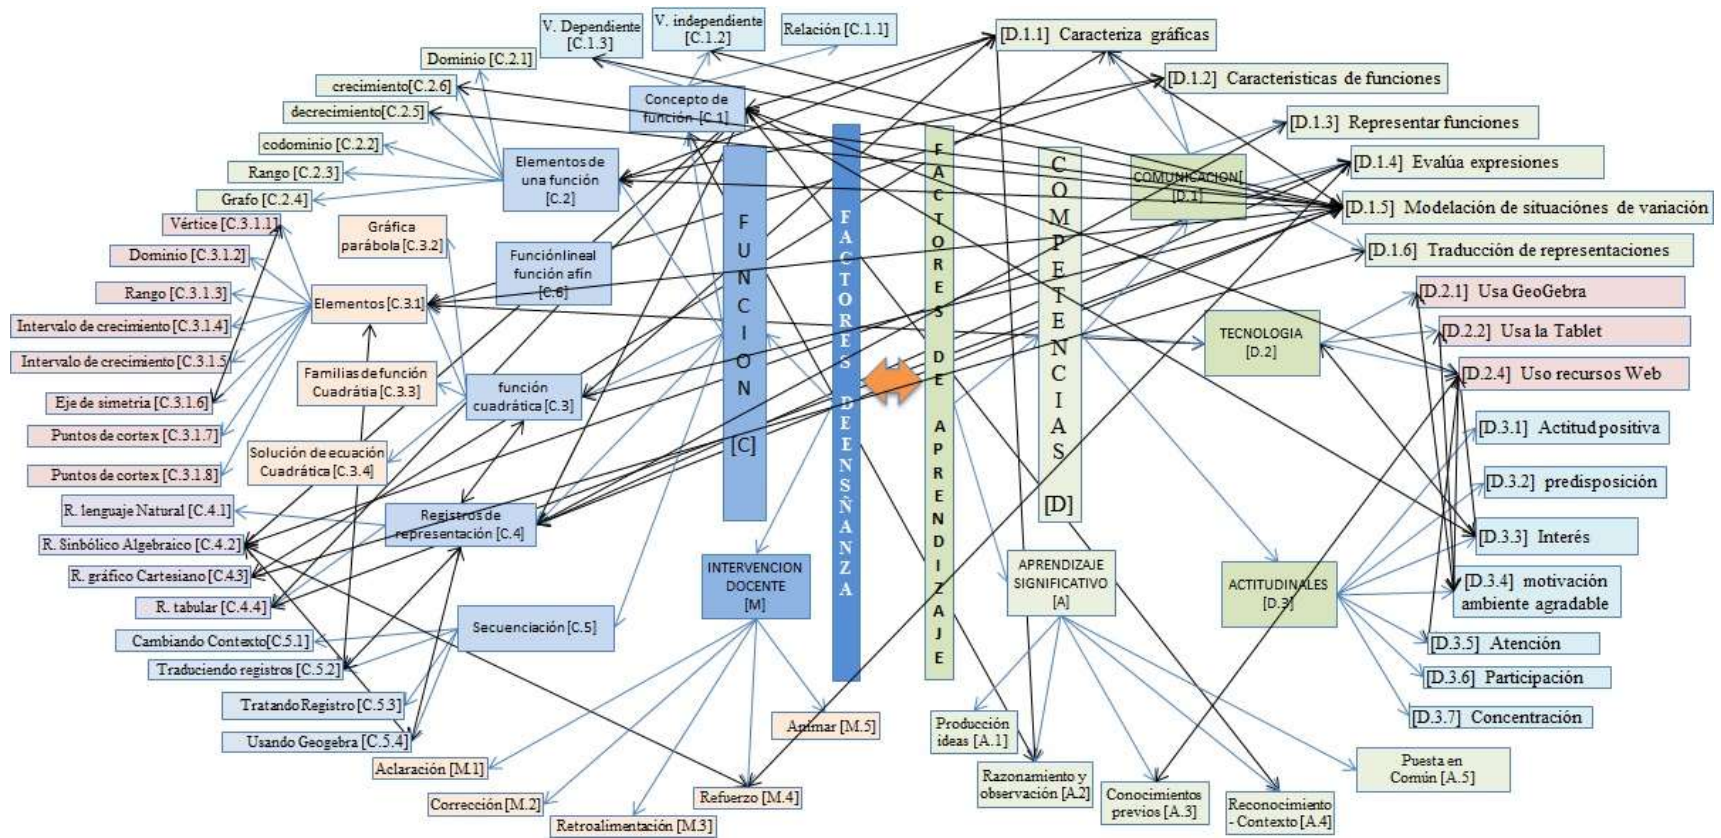 V. Dependiente
[C.1.3]
V. independiente
[C.1.2]
Relación [C.1.1]
Dominio [C.2.1]
crecimiento[C.2.6]
decrecimiento[C.2.5]
codominio [C.2.2]
Rango [C.2.3]
Grafo [C.2.4]
Concepto de
función [C.1]
Elementos de
una función
[C.2]
Vértice [C.3.1.1]
Dominio [C.3.1.2]
Rango [C.3.1.3]
Intervalo de crecimiento [C.3.1.4]
Intervalo de crecimiento [C.3.1.5
Eje de simetria [C.3.1.6]
Puntos de cortex [C.3.1.7]
Puntos de cortex [C.3.1.8]
Gráfica
parábola [C.3.2]
Función lineal
función afín
[C.6]
Elementos [C.3.1]
Familias de función
Cuadrátia [C.3.3]
función
cuadrática [C.3]
Solución de ecuación
Cuadrática [C.3.4]
R. lenguaje Natural [C.4.1]
R. Sinbólico Algebraico [C.4.2]
R. gráfico Cartesiano [C.4.3]
R. tabular [C.4.4]
Registros de
representación [C.4]
Cambiando Contexto[C.5.1]
Traduciendo registros [C.5.2]
Tratando Registro [C.5.3]
Usando Geogebra [C.5.4]
Secuenciación [C.5]
FUNCION
[C]
INTERVENCION
DOCENTE
[M]
Aclaración [M.1]
Corrección [M.2]
Retroalimentación [M.3]
Refuerzo [M.4]
Animar [M.5]
FACTORES DEENSÑANZA
FACTORES DE APRENDIZAJE
COMPETENCIAS
[D]
COMUNICACION[
[D.1]
[D.1.1] Caracteriza gráficas
[D.1.2] Caracteristicas de funciones
[D.1.3] Representar funciones
[D.1.4] Evalúa expresiones
[D.1.5] Modelación de situaciónes de variación
[D.1.6] Traducción de representaciones
TECNOLOGIA
[D.2]
[D.2.1] Usa GeoGebra
[D.2.2] Usa la Tablet
[D.2.4] Uso recursos Web
ACTITUDINALES
[D.3]
[D.3.1] Actitud positiva
[D.3.2] predisposición
[D.3.3] Interés
[D.3.4] motivación
ambiente agradable
[D.3.5] Atención
[D.3.6] Participación
[D.3.7] Concentración
APRENDIZAJE
SIGNIFICATIVO
[A]
Producción
ideas [A.1]
Razonamiento y
observación [A.2]
Conocimientos
previos [A.3]
Reconocimiento
- Contexto [A.4]
Puesta en
Común [A.5]